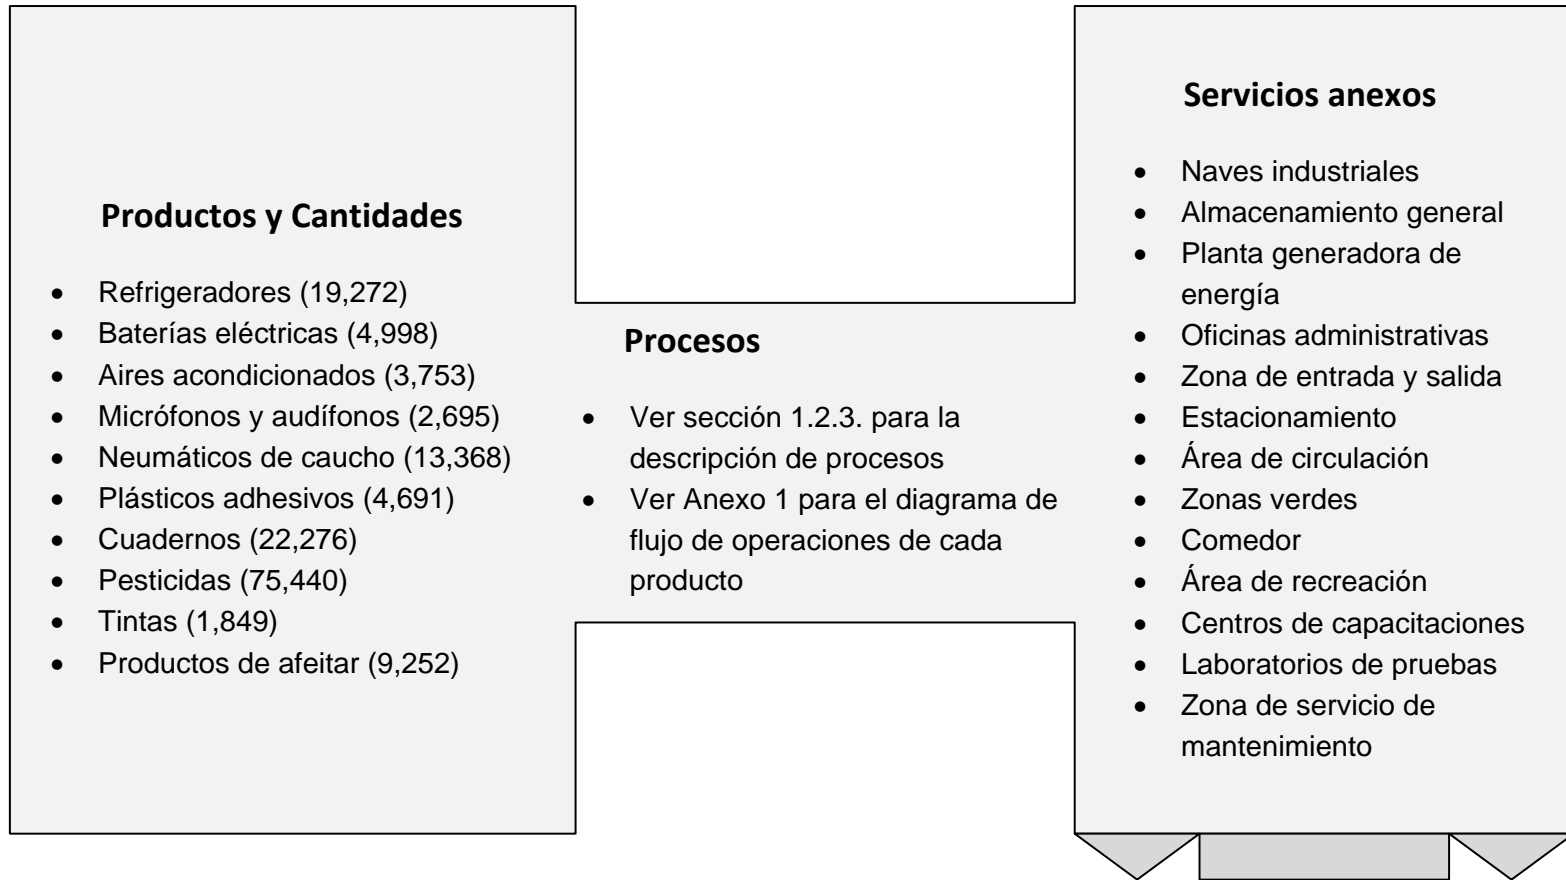 Productos y Cantidades
• Refrigeradores (19,272)
• Baterías eléctricas (4,998)
• Aires acondicionados (3,753)
• Micrófonos y audífonos (2,695)
• Neumáticos de caucho (13,368)
• Plásticos adhesivos (4,691)
• Cuadernos (22,276)
• Pesticidas (75,440)
• Tintas (1,849)
• Productos de afeitar (9,252)
Procesos
• Ver sección 1.2.3. para la
descripción de procesos
• Ver Anexo 1 para el diagrama de
flujo de operaciones de cada
producto
Servicios anexos
• Naves industriales
• Almacenamiento general
• Planta generadora de
energía
• Oficinas administrativas
• Zona de entrada y salida
• Estacionamiento
• Área de circulación
• Zonas verdes
• Comedor
• Área de recreación
• Centros de capacitaciones
• Laboratorios de pruebas
• Zona de servicio de
mantenimiento